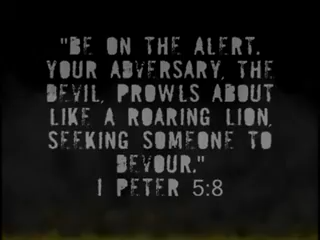 "BE ON THE ALERT.
YOUR ADVERSARY, THE
DEVIL, PROWLS ABOUT
LIKE A ROARING LION,
SEEKING SOMEONE TO
DEVOUR."
I PETER 5:8